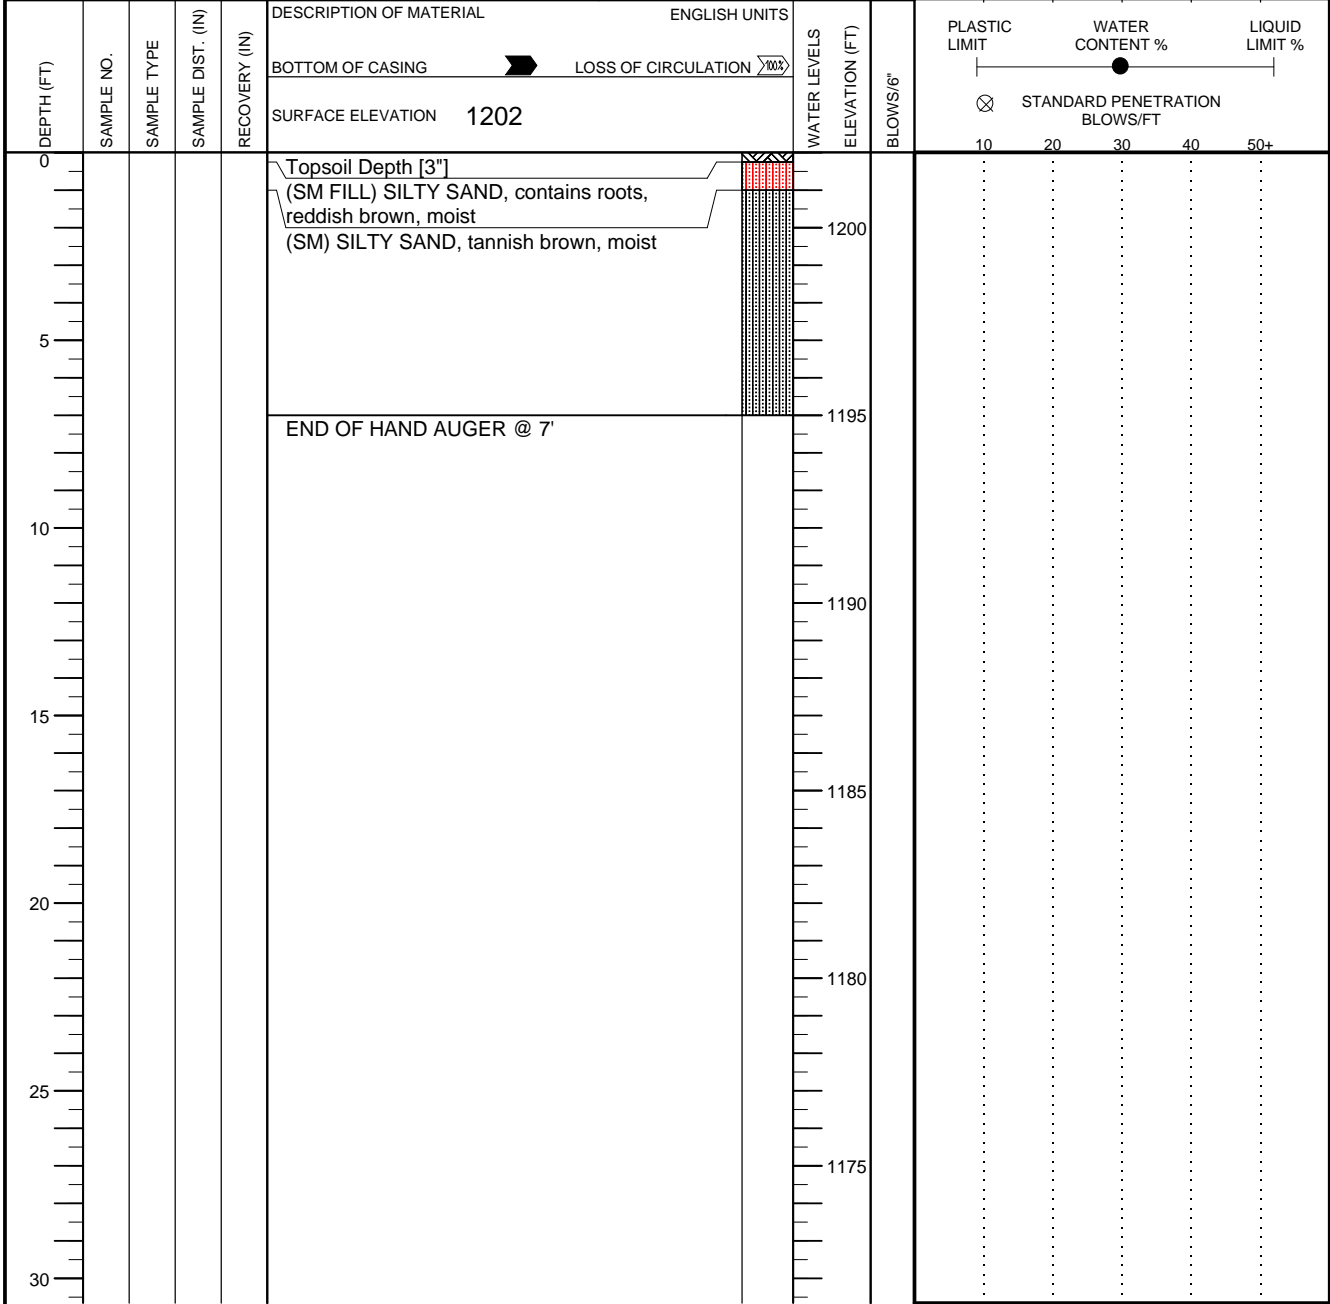 DEPTH (FT)
SAMPLE NO.
SAMPLE TYPE
SAMPLE DIST. (IN)
RECOVERY (IN)
DESCRIPTION OF MATERIAL ENGLISH UNITS
BOTTOM OF CASING LOSS OF CIRCULATION 100%
SURFACE ELEVATION 1202
WATER LEVELS
ELEVATION (FT)
BLOWS/6"
PLASTIC LIMIT
WATER CONTENT %
LIQUID LIMIT %
STANDARD PENETRATION
BLOWS/FT
10 20 30 40 50+
0
Topsoil Depth [3"]
(SM FILL) SILTY SAND, contains roots,
reddish brown, moist
1200
(SM) SILTY SAND, tannish brown, moist
5
1195
END OF HAND AUGER @ 7'
10
1190
15
1185
20
1180
25
1175
30